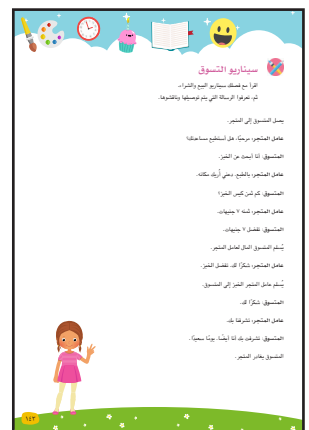 سيناريو التسوق
اقرأ مع فصلك سيناريو البيع والشراء،
ثم، تعرفوا الرسالة التي يتم توصيلها وناقشوها.
يصل المتسوق إلى المتجر.
عامل المتجر: مرحبًا، هل أستطيع مساعدتك؟
المتسوق: أنا أبحث عن الخبز.
عامل المتجر: بالطبع. دعني أريك مكانه.
المتسوق: كم ثمن كيس الخبز؟
عامل المتجر: ثمنه ٧ جنيهات.
المتسوق: تفضل ٧ جنيهات.
يُسلم المتسوق المال لعامل المتجر.
عامل المتجر: شكرًا لك. تفضل الخبز.
يُسلم عامل المتجر الخبز إلى المتسوق.
المتسوق: شكرًا لك.
عامل المتجر: تشرفنا بك.
المتسوق: تشرفت بك أنا أيضًا. يومًا سعيدًا.
المتسوق يغادر المتجر.
١٤٣